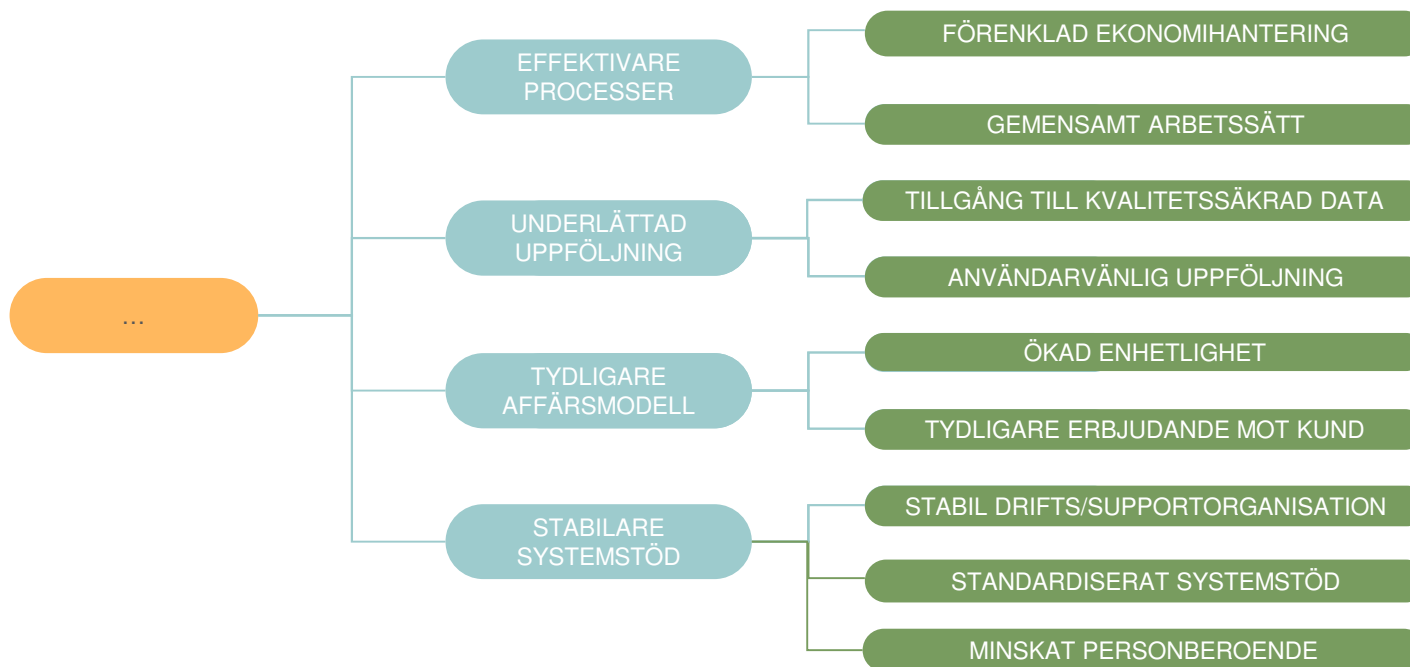 ...
EFFEKTIVARE
PROCESSER
FÖRENKLAD EKONOMIHANTERING
GEMENSAMT ARBETSSÄTT
UNDERLÄTTAD
UPPFÖLJNING
TILLGÅNG TILL KVALITETSSÄKRAD DATA
ANVÄNDARVÄNLIG UPPFÖLJNING
TYDLIGARE
AFFÄRSMODELL
ÖKAD ENHETLIGHET
TYDLIGARE ERBJUDANDE MOT KUND
STABILARE
SYSTEMSTÖD
STABIL DRIFTS/SUPPORTORGANISATION
STANDARDISERAT SYSTEMSTÖD
MINSKAT PERSONBEROENDE